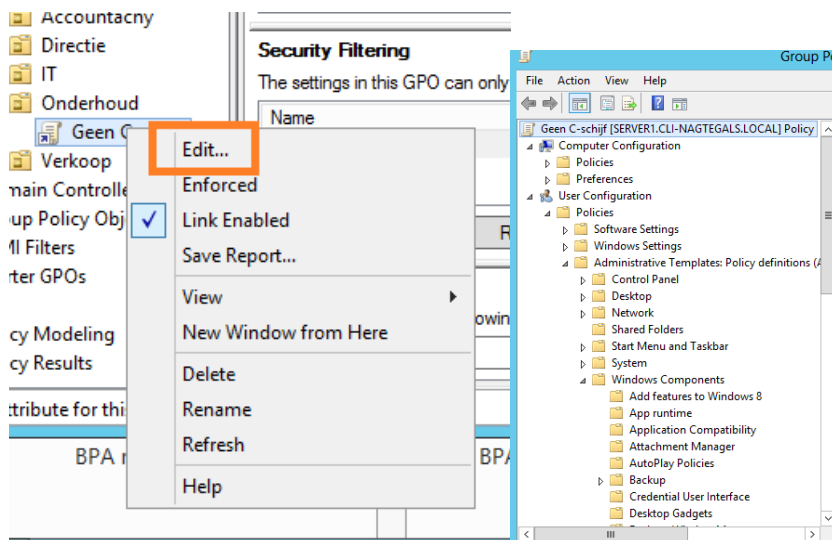 Accountachy
Directie
IT
Onderhoud
Geen C
Verkoop
main Controlle
up Policy Obj
MI Filters
rter GPOs
cy Modeling
cy Results
ttribute for thi
BPA r
Security Filtering
The settings in this GPO can only
Name
R
owin
BPA
Edit...
Enforced
Link Enabled
Save Report...
View
New Window from Here
Delete
Rename
Refresh
Help
Group Po
File Action View Help
Geen C-schijf [SERVER1.CLI-NAGTEGALS.LOCAL] Policy
Computer Configuration
Policies
Preferences
User Configuration
Policies
Software Settings
Windows Settings
Administrative Templates: Policy definitions (A
Control Panel
Desktop
Network
Shared Folders
Start Menu and Taskbar
System
Windows Components
Add features to Windows 8
App runtime
Application Compatibility
Attachment Manager
AutoPlay Policies
Backup
Credential User Interface
Desktop Gadgets